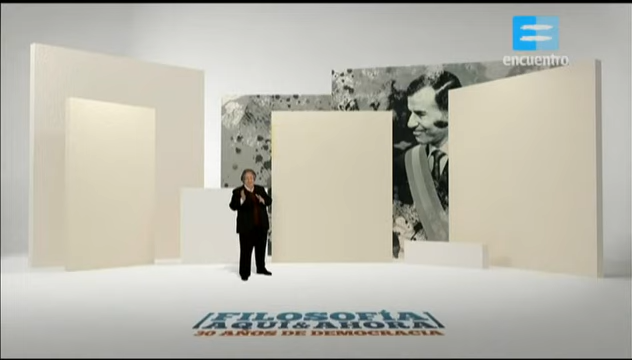 encuentro
[FILOSOFÍA
AQUÍ&AHORA]
30 AÑOS DE DEMOCRACIA